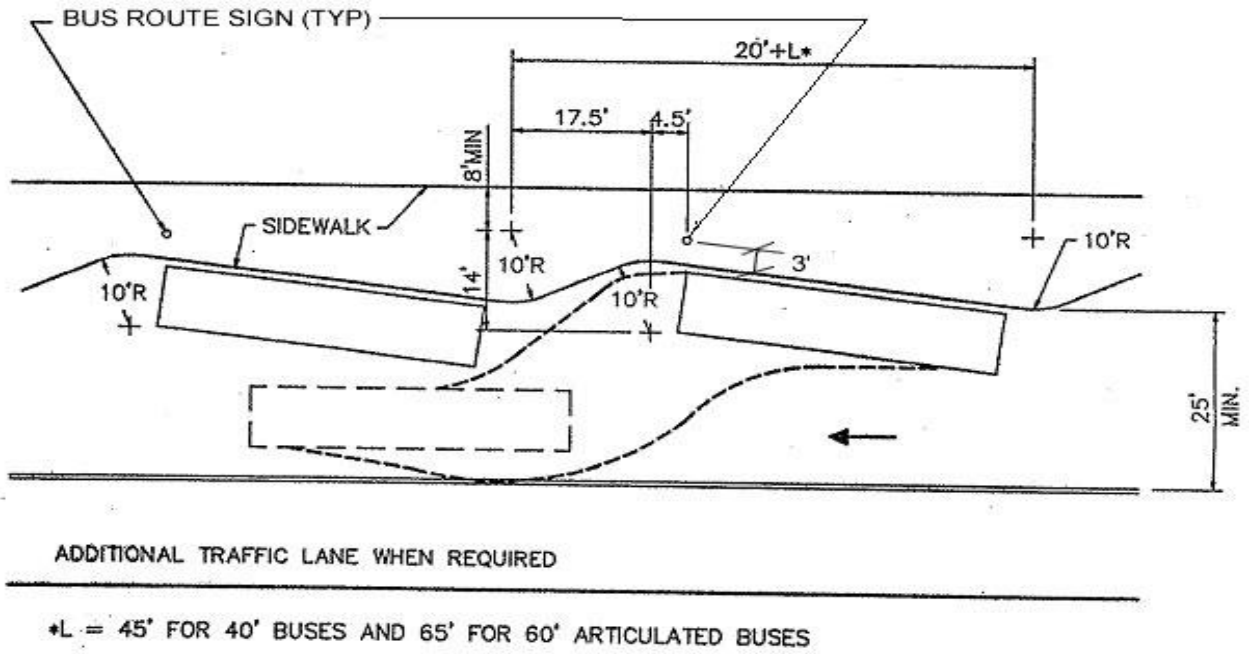 BUS ROUTE SIGN (TYP)
20'+L*
17.5'
4.5'
8'MIN
SIDEWALK
10'R
10'R
14'
10'R
10'R
3'
25'
MIN.
ADDITIONAL TRAFFIC LANE WHEN REQUIRED
*L = 45' FOR 40' BUSES AND 65' FOR 60' ARTICULATED BUSES